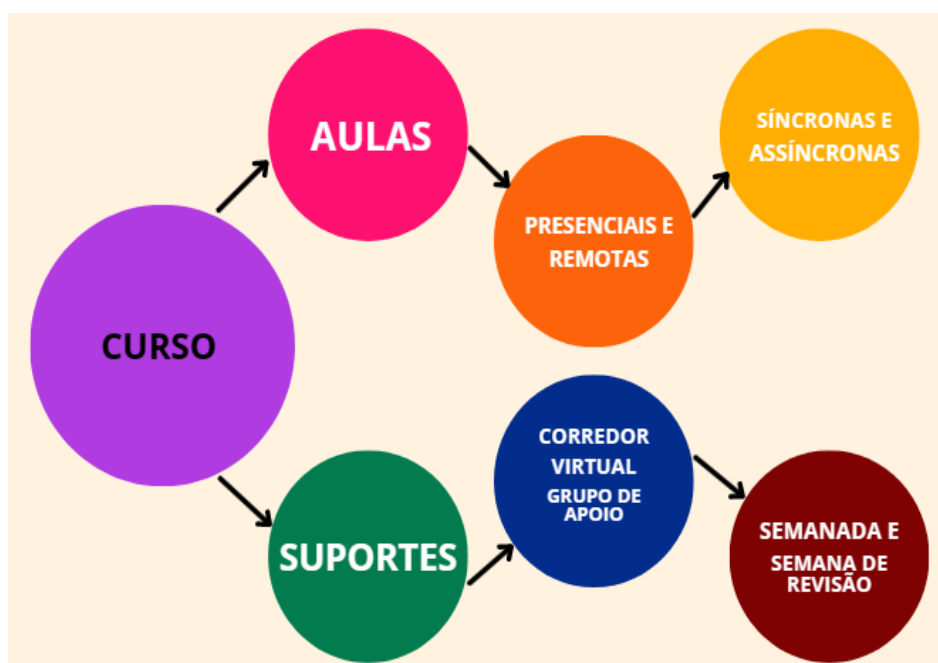 AULAS
SÍNCRONAS E
ASSÍNCRONAS
PRESENCIAIS E
REMOTAS
CURSO
CORREDOR
VIRTUAL
GRUPO DE
APOIO
SUPORTES
SEMANADA E
SEMANA DE
REVISÃO